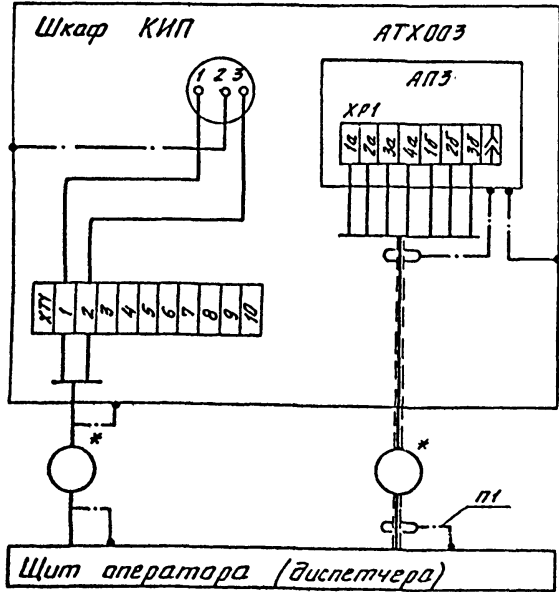 Шкаф КИП
АТХ003
1 2 3
АПЗ
ХР1
1а 2а 3а 4а 1б 2б 3б >>
ХТ1 1 2 3 4 5 6 7 8 9 10
*
*
П1
Щит оператора (диспетчера)